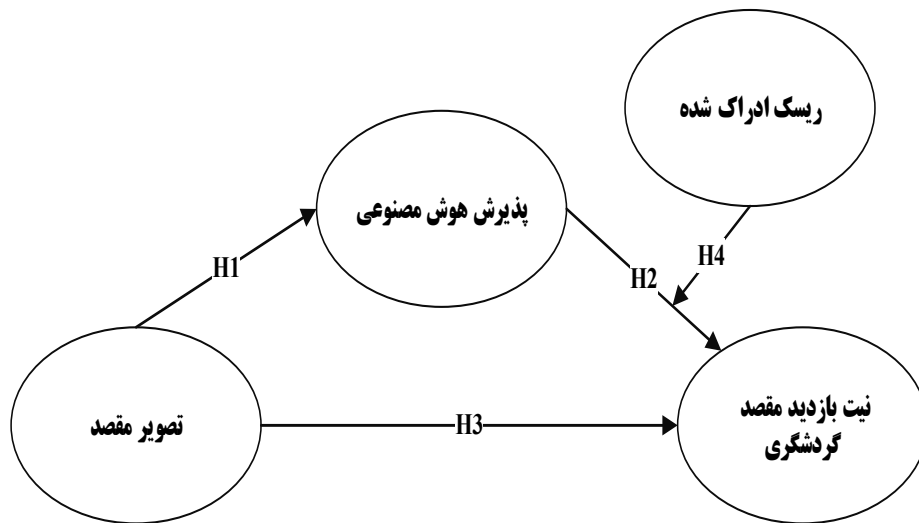 ریسک ادراک شده
پذیرش هوش مصنوعی
H4
H1
H2
نیت بازدید مقصد
گردشگری
تصویر مقصد
H3